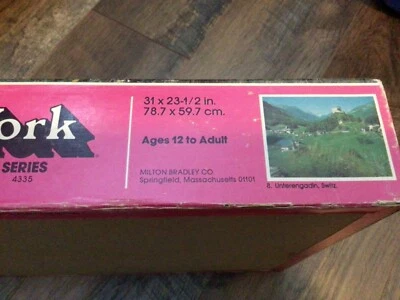 ork
SERIES
4335
31 x 23-1/2 in.
78.7 x 59.7 cm.
Ages 12 to Adult
MILTON BRADLEY CO.
Springfield, Massachusetts 01101
8. Unterengadin, Switz.